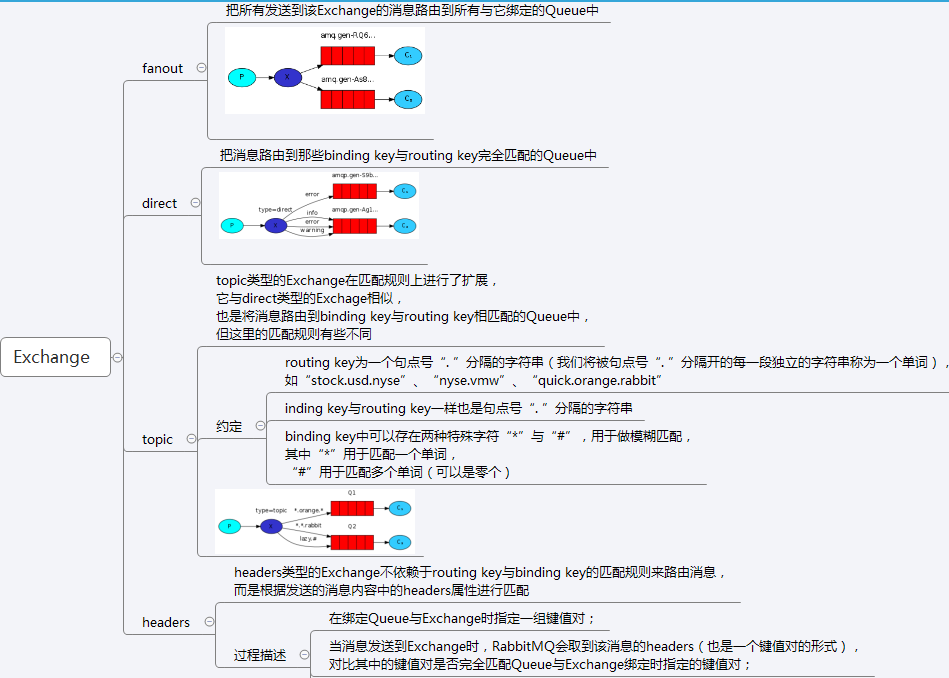 把所有发送到该Exchange的消息路由到所有与它绑定的Queue中
fanout
amq.gen-RQ6...
P
X
C₁
amq.gen-As8...
C₂
把消息路由到那些binding key与routing key完全匹配的Queue中
direct
amqp.gen-S9b...
error
type=direct
P
X
C₁
amqp.gen-Ag1...
info
error
warning
C₂
topic类型的Exchange在匹配规则上进行了扩展，
它与direct类型的Exchage相似，
也是将消息路由到binding key与routing key相匹配的Queue中，
但这里的匹配规则有些不同
Exchange
topic
约定
routing key为一个句点号“.”分隔的字符串（我们将被句点号“.”分隔开的每一段独立的字符串称为一个单词），
如“stock.usd.nyse”、“nyse.vmw”、“quick.orange.rabbit”
inding key与routing key一样也是句点号“.”分隔的字符串
binding key中可以存在两种特殊字符“*”与“#”，用于做模糊匹配，
其中“*”用于匹配一个单词，
“#”用于匹配多个单词（可以是零个）
Q1
type=topic
*.orange.*
P
X
C₁
*.*.rabbit
Q2
lazy.#
C₂
headers类型的Exchange不依赖于routing key与binding key的匹配规则来路由消息，
而是根据发送的消息内容中的headers属性进行匹配
headers
在绑定Queue与Exchange时指定一组键值对；
过程描述
当消息发送到Exchange时，RabbitMQ会取到该消息的headers（也是一个键值对的形式），
对比其中的键值对是否完全匹配Queue与Exchange绑定时指定的键值对；